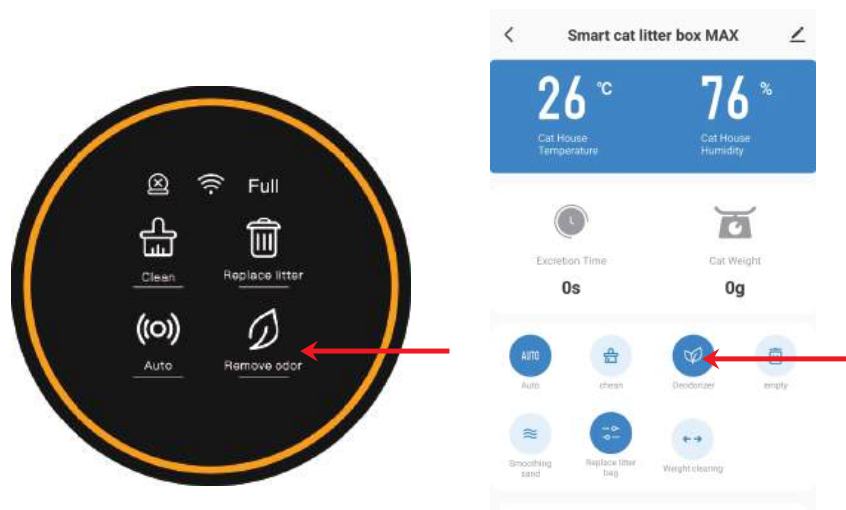 Full
Clean
Replace litter
Auto
Remove odor
Smart cat litter box MAX
26 °C
76 %
Cat House
Temperature
Cat House
Humidity
Excretion Time
Cat Weight
0s
0g
AUTO
Auto
chean
Deodorizer
empty
Smoothing
sand
Replace litter
bag
Weight clearing